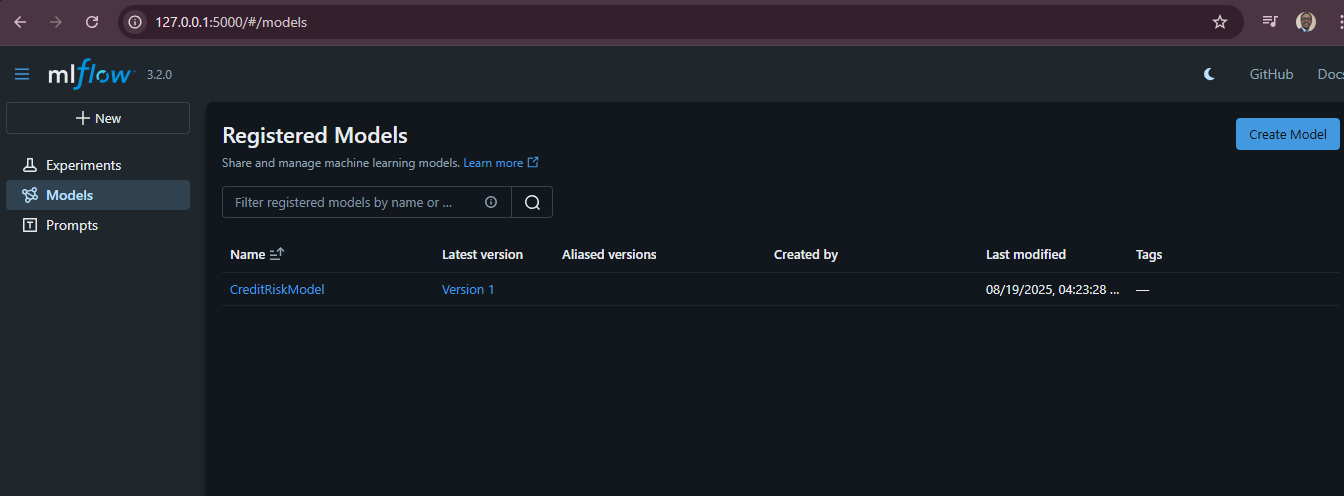 127.0.0.1:5000/#/models
mlflow 3.2.0 GitHub Docs
New
Experiments
Models
Prompts
Registered Models Create Model
Share and manage machine learning models. Learn more
Filter registered models by name or ...
Name Latest version Aliased versions Created by Last modified Tags
CreditRiskModel Version 1 08/19/2025, 04:23:28 ... —